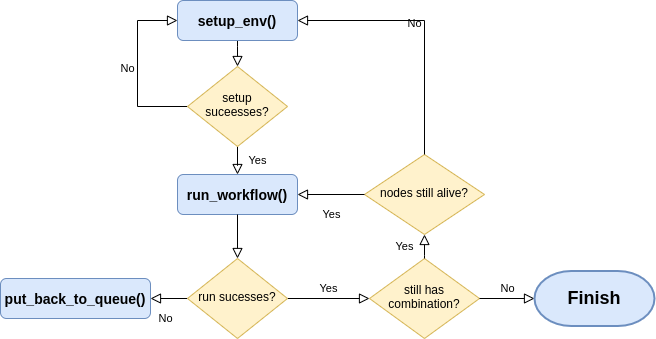 setup_env()
No
No
setup
suceesses?
Yes
run_workflow()
nodes still alive?
Yes
Yes
put_back_to_queue()
run sucesses?
No
Yes
still has
combination?
No
Finish